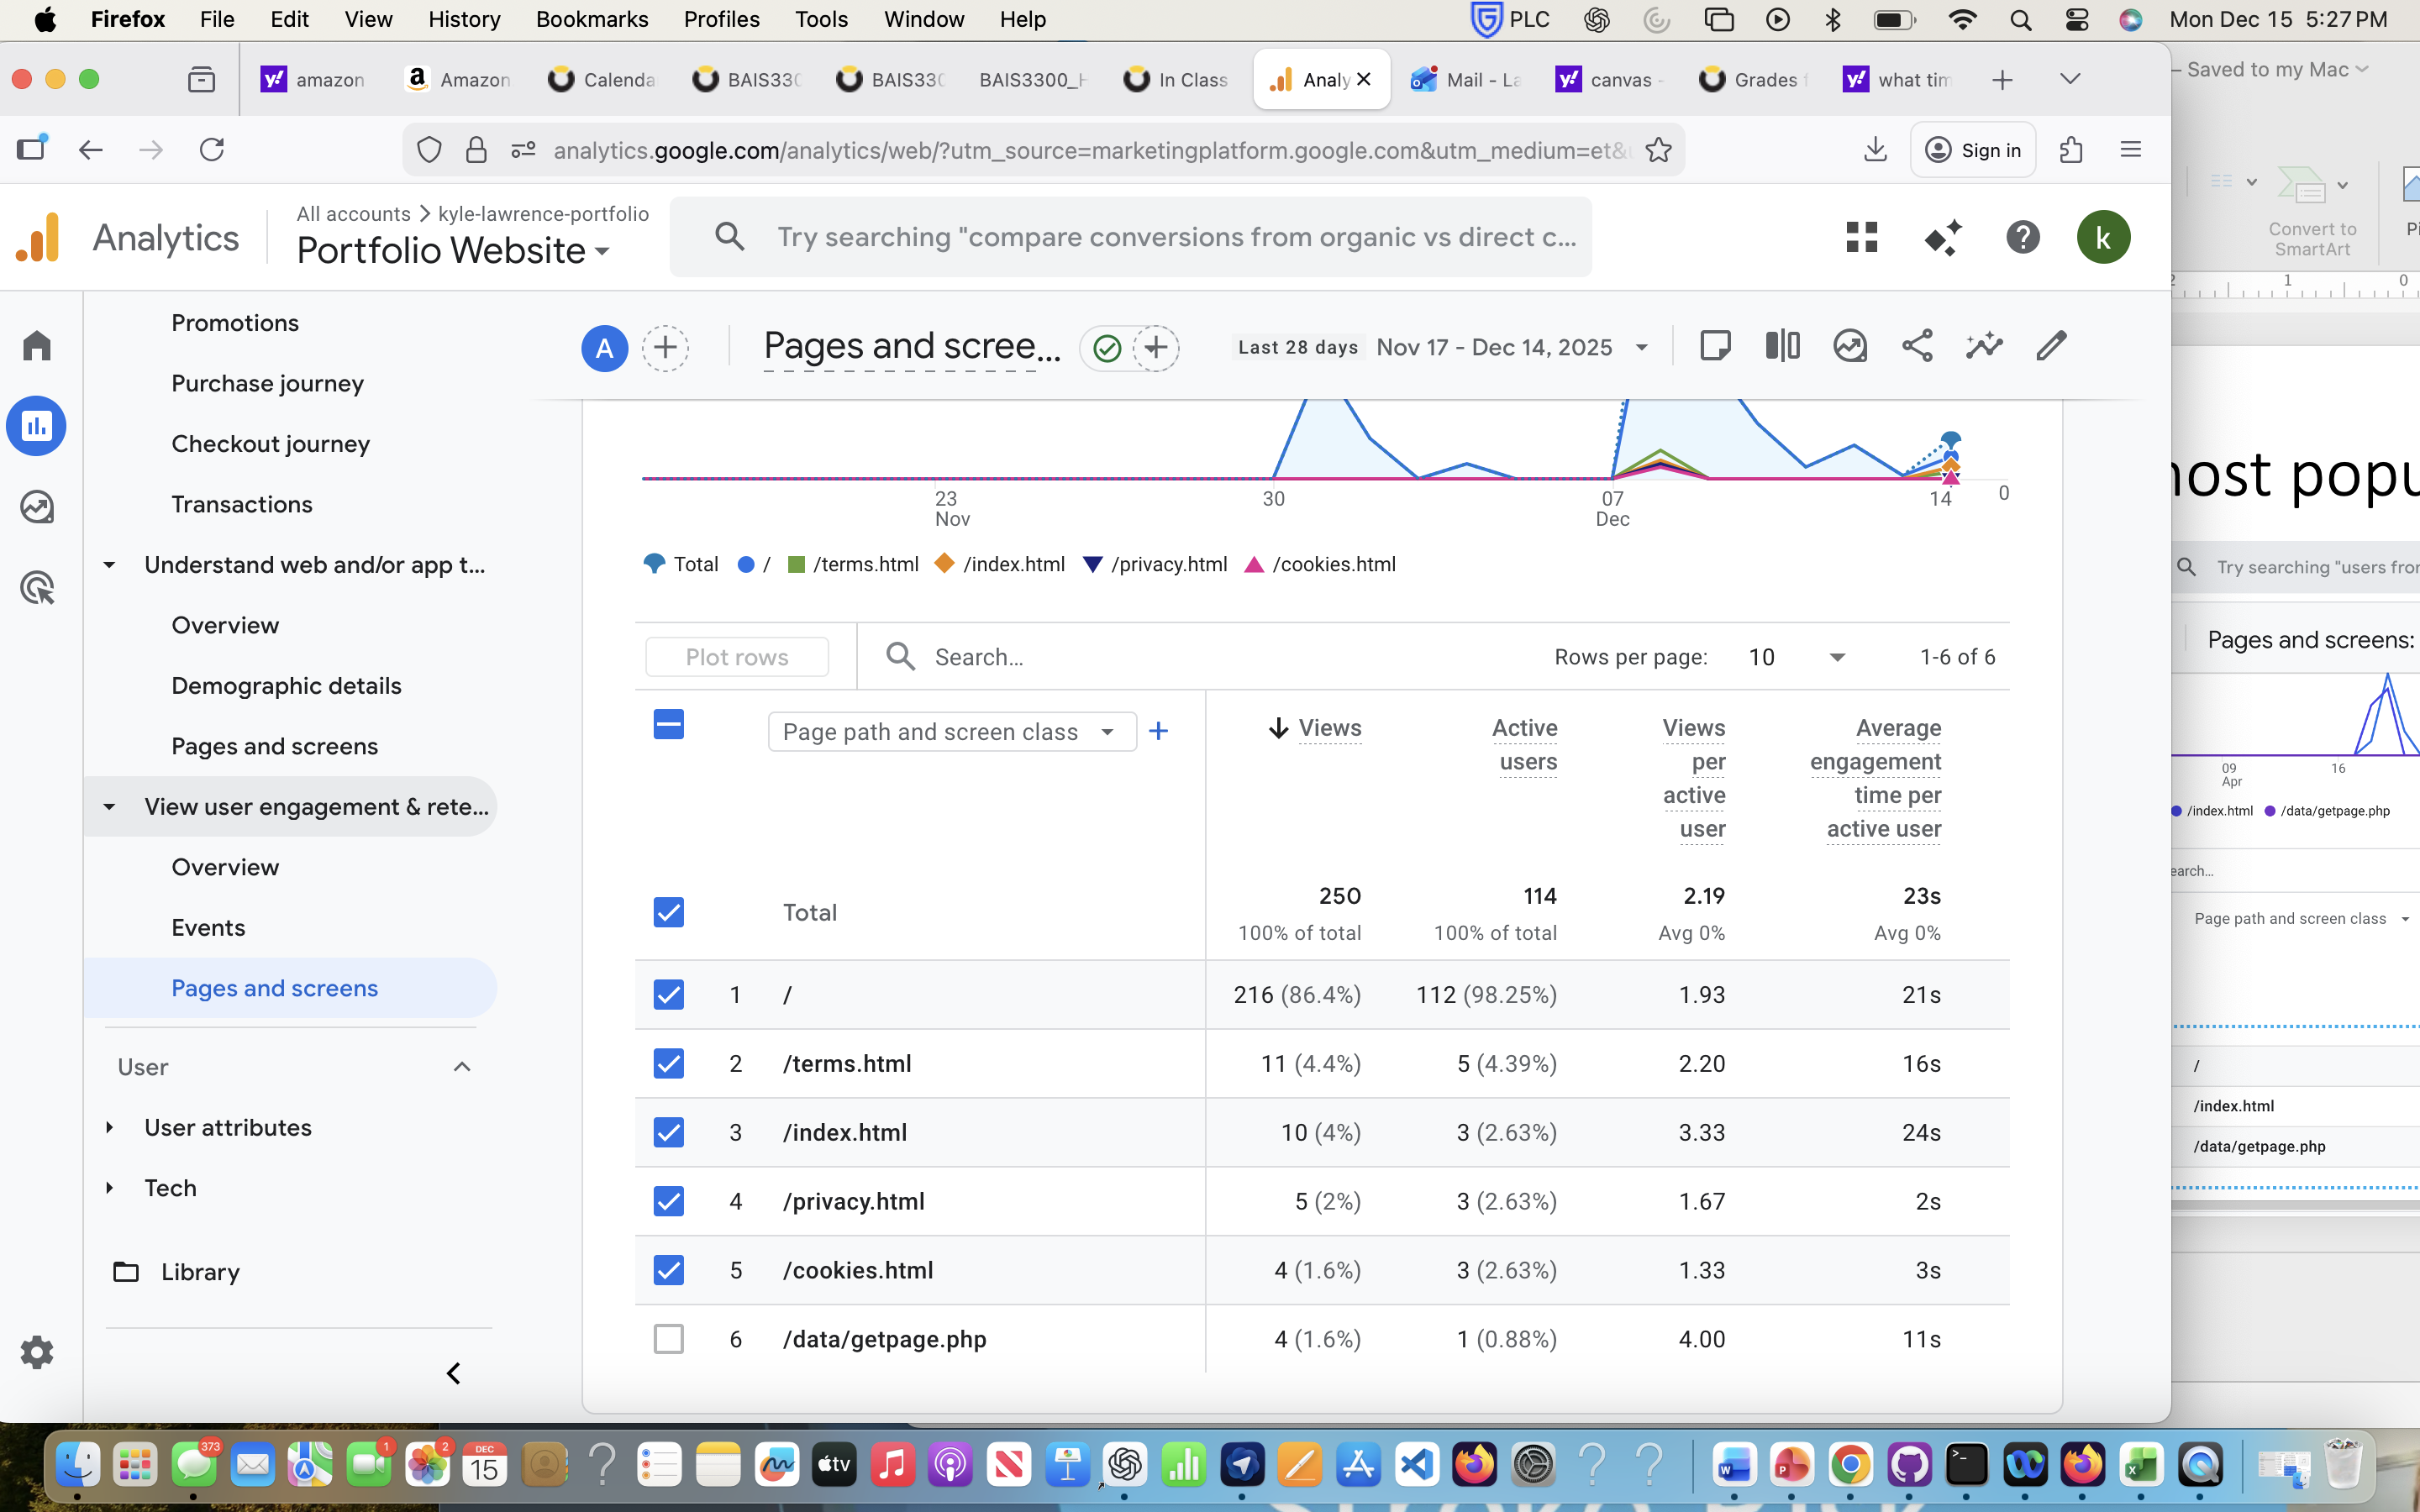 Firefox File Edit View History Bookmarks Profiles Tools Window Help PLC Mon Dec 15 5:27 PM
amazon Amazon Calenda BAIS330 BAIS330 BAIS3300_H In Class Analy Mail - La canvas - Grades f what tim
– Saved to my Mac
analytics.google.com/analytics/web/?utm_source=marketingplatform.google.com&utm_medium=et&u
Sign in
Convert to
SmartArt
Analytics
All accounts > kyle-lawrence-portfolio
Portfolio Website
Try searching "compare conversions from organic vs direct c...
k
1 0
Promotions
Purchase journey
Checkout journey
Transactions
Understand web and/or app t...
Overview
Demographic details
Pages and screens
View user engagement & rete...
Overview
Events
Pages and screens
User
User attributes
Tech
Library
A
Pages and scree...
Last 28 days Nov 17 - Dec 14, 2025
23
Nov
30
07
Dec
14
0
Total / /terms.html /index.html /privacy.html /cookies.html
Plot rows
Search...
Rows per page: 10 1-6 of 6
Page path and screen class
Views
Active
users
Views
per
active
user
Average
engagement
time per
active user
Total 250 114 2.19 23s
100% of total 100% of total Avg 0% Avg 0%
1 / 216 (86.4%) 112 (98.25%) 1.93 21s
2 /terms.html 11 (4.4%) 5 (4.39%) 2.20 16s
3 /index.html 10 (4%) 3 (2.63%) 3.33 24s
4 /privacy.html 5 (2%) 3 (2.63%) 1.67 2s
5 /cookies.html 4 (1.6%) 3 (2.63%) 1.33 3s
6 /data/getpage.php 4 (1.6%) 1 (0.88%) 4.00 11s
most popu
Try searching "users fror
Pages and screens:
09
Apr
16
/index.html /data/getpage.php
earch...
Page path and screen class
/
/index.html
/data/getpage.php
373
1
2
DEC
15
tv